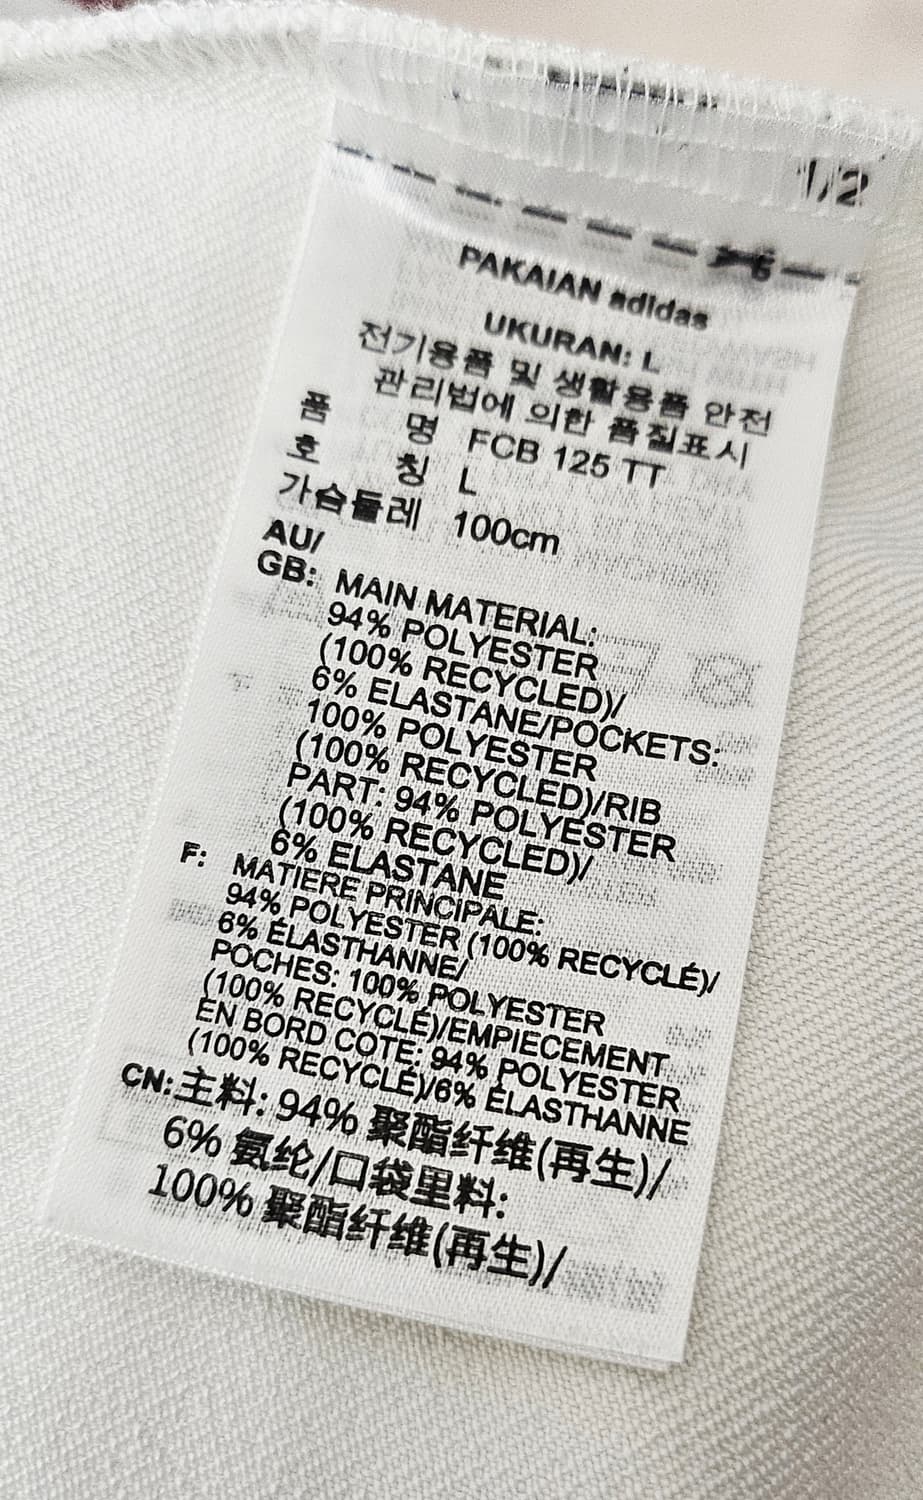 1/2
PAKAIAN adidas
UKURAN: L
전기용품 및 생활용품 안전
관리법에 의한 품질표시
품 명 FCB 125 TT
호 칭 L
가슴둘레 100cm
AU/
GB: MAIN MATERIAL:
94% POLYESTER
(100% RECYCLED)/
6% ELASTANE/POCKETS:
100% POLYESTER
(100% RECYCLED)/RIB
PART: 94% POLYESTER
(100% RECYCLED)/
6% ELASTANE
F: MATIERE PRINCIPALE:
94% POLYESTER (100% RECYCLÉ)/
6% ÉLASTHANNE/
POCHES: 100% POLYESTER
(100% RECYCLÉ)/EMPIECEMENT
EN BORD COTE: 94% POLYESTER
(100% RECYCLÉ)/6% ÉLASTHANNE
CN: 主料: 94% 聚酯纤维(再生)/
6% 氨纶/口袋里料:
100% 聚酯纤维(再生)/